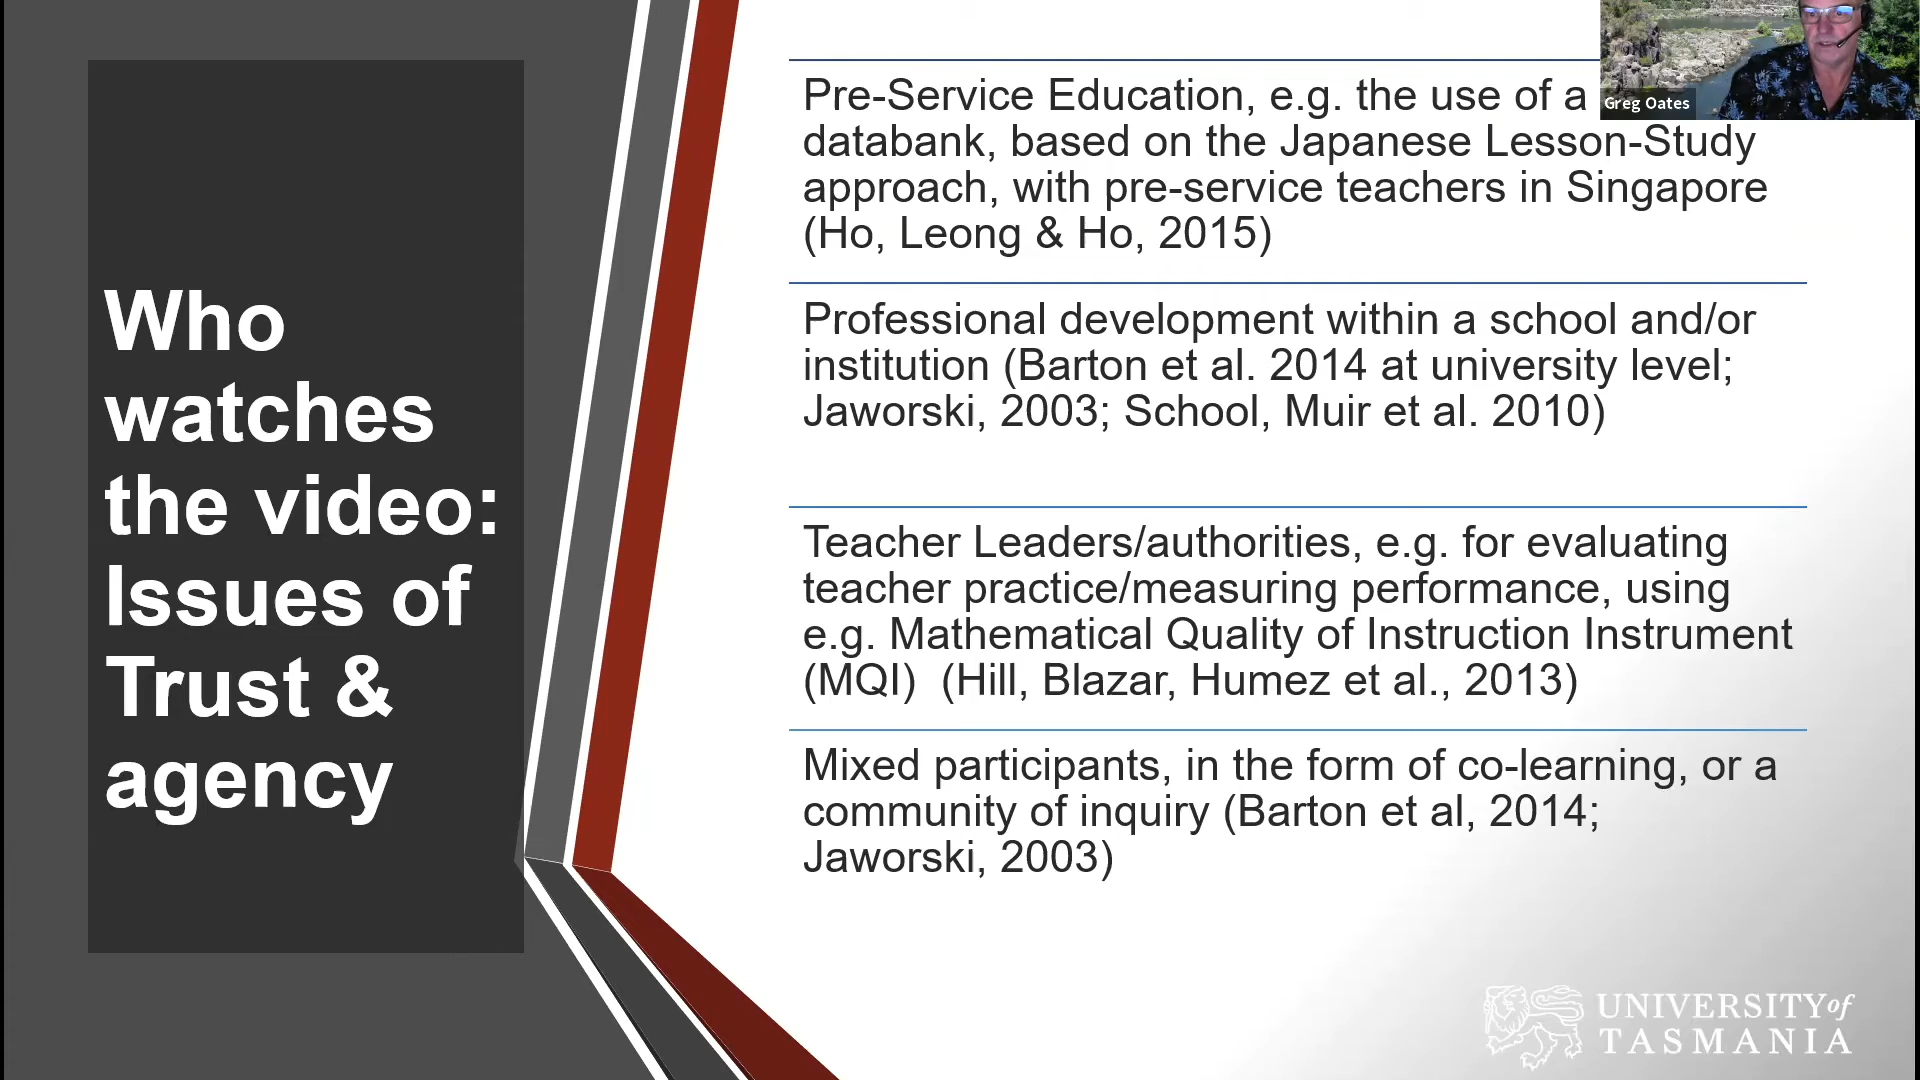 Who
watches
the video:
Issues of
Trust &
agency
Pre-Service Education, e.g. the use of a
databank, based on the Japanese Lesson-Study
approach, with pre-service teachers in Singapore
(Ho, Leong & Ho, 2015)
Professional development within a school and/or
institution (Barton et al. 2014 at university level;
Jaworski, 2003; School, Muir et al. 2010)
Teacher Leaders/authorities, e.g. for evaluating
teacher practice/measuring performance, using
e.g. Mathematical Quality of Instruction Instrument
(MQI)  (Hill, Blazar, Humez et al., 2013)
Mixed participants, in the form of co-learning, or a
community of inquiry (Barton et al, 2014;
Jaworski, 2003)
Greg Oates
UNIVERSITY of
TASMANIA